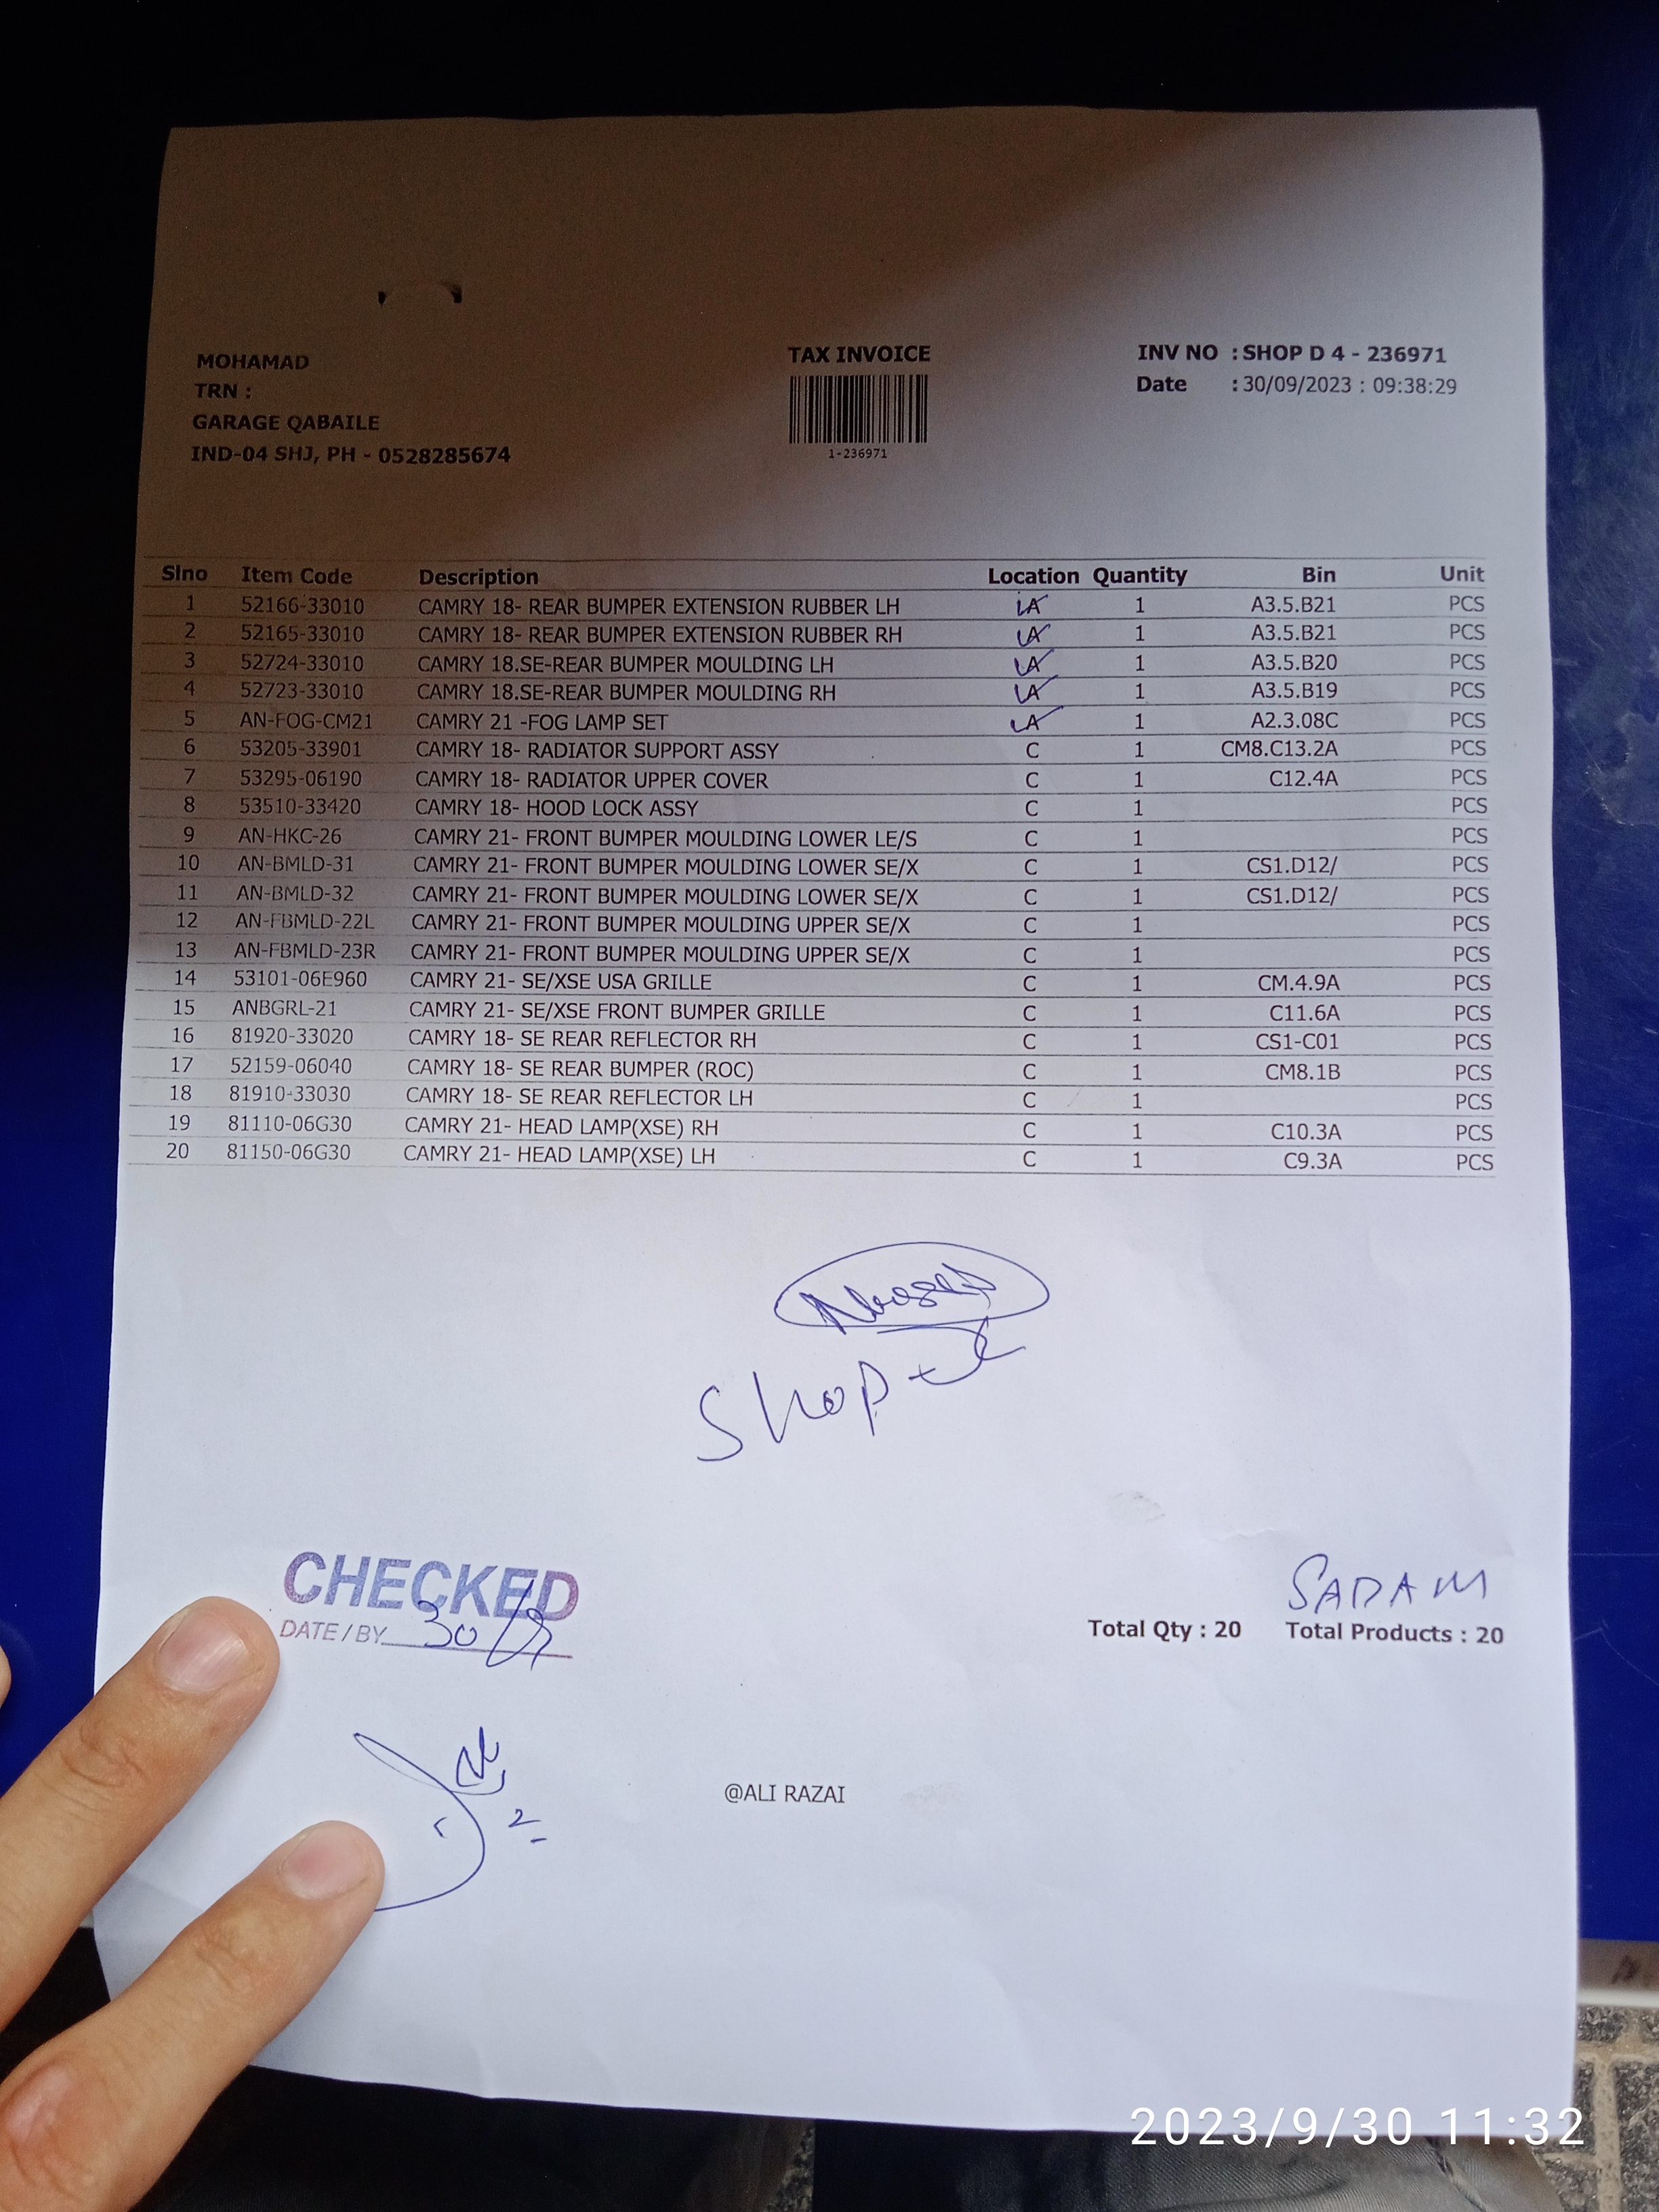 MOHAMAD
TRN :
GARAGE QABAILE
IND-04 SHJ, PH - 0528285674
TAX INVOICE
1-236971
INV NO : SHOP D 4 - 236971
Date : 30/09/2023 : 09:38:29
Slno Item Code Description Location Quantity Bin Unit
1 52166-33010 CAMRY 18- REAR BUMPER EXTENSION RUBBER LH A 1 A3.5.B21 PCS
2 52165-33010 CAMRY 18- REAR BUMPER EXTENSION RUBBER RH A 1 A3.5.B21 PCS
3 52724-33010 CAMRY 18.SE-REAR BUMPER MOULDING LH A 1 A3.5.B20 PCS
4 52723-33010 CAMRY 18.SE-REAR BUMPER MOULDING RH A 1 A3.5.B19 PCS
5 AN-FOG-CM21 CAMRY 21 -FOG LAMP SET A 1 A2.3.08C PCS
6 53205-33901 CAMRY 18- RADIATOR SUPPORT ASSY C 1 CM8.C13.2A PCS
7 53295-06190 CAMRY 18- RADIATOR UPPER COVER C 1 C12.4A PCS
8 53510-33420 CAMRY 18- HOOD LOCK ASSY C 1 PCS
9 AN-HKC-26 CAMRY 21- FRONT BUMPER MOULDING LOWER LE/S C 1 PCS
10 AN-BMLD-31 CAMRY 21- FRONT BUMPER MOULDING LOWER SE/X C 1 CS1.D12/ PCS
11 AN-BMLD-32 CAMRY 21- FRONT BUMPER MOULDING LOWER SE/X C 1 CS1.D12/ PCS
12 AN-FBMLD-22L CAMRY 21- FRONT BUMPER MOULDING UPPER SE/X C 1 PCS
13 AN-FBMLD-23R CAMRY 21- FRONT BUMPER MOULDING UPPER SE/X C 1 PCS
14 53101-06E960 CAMRY 21- SE/XSE USA GRILLE C 1 CM.4.9A PCS
15 ANBGRL-21 CAMRY 21- SE/XSE FRONT BUMPER GRILLE C 1 C11.6A PCS
16 81920-33020 CAMRY 18- SE REAR REFLECTOR RH C 1 CS1-C01 PCS
17 52159-06040 CAMRY 18- SE REAR BUMPER (ROC) C 1 CM8.1B PCS
18 81910-33030 CAMRY 18- SE REAR REFLECTOR LH C 1 PCS
19 81110-06G30 CAMRY 21- HEAD LAMP(XSE) RH C 1 C10.3A PCS
20 81150-06G30 CAMRY 21- HEAD LAMP(XSE) LH C 1 C9.3A PCS
Shop
CHECKED
DATE/BY 30/9
SADAM
Total Qty : 20 Total Products : 20
@ALI RAZAI
2023/9/30 11:32